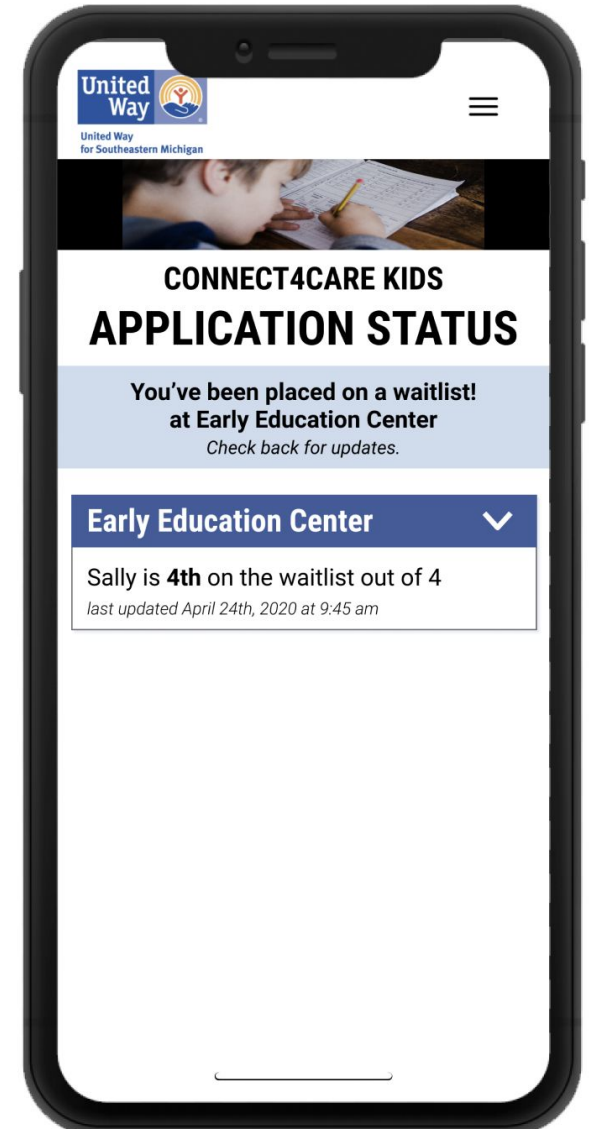 United
Way
United Way
for Southeastern Michigan
CONNECT4CARE KIDS
APPLICATION STATUS
You've been placed on a waitlist!
at Early Education Center
Check back for updates.
Early Education Center
Sally is 4th on the waitlist out of 4
last updated April 24th, 2020 at 9:45 am